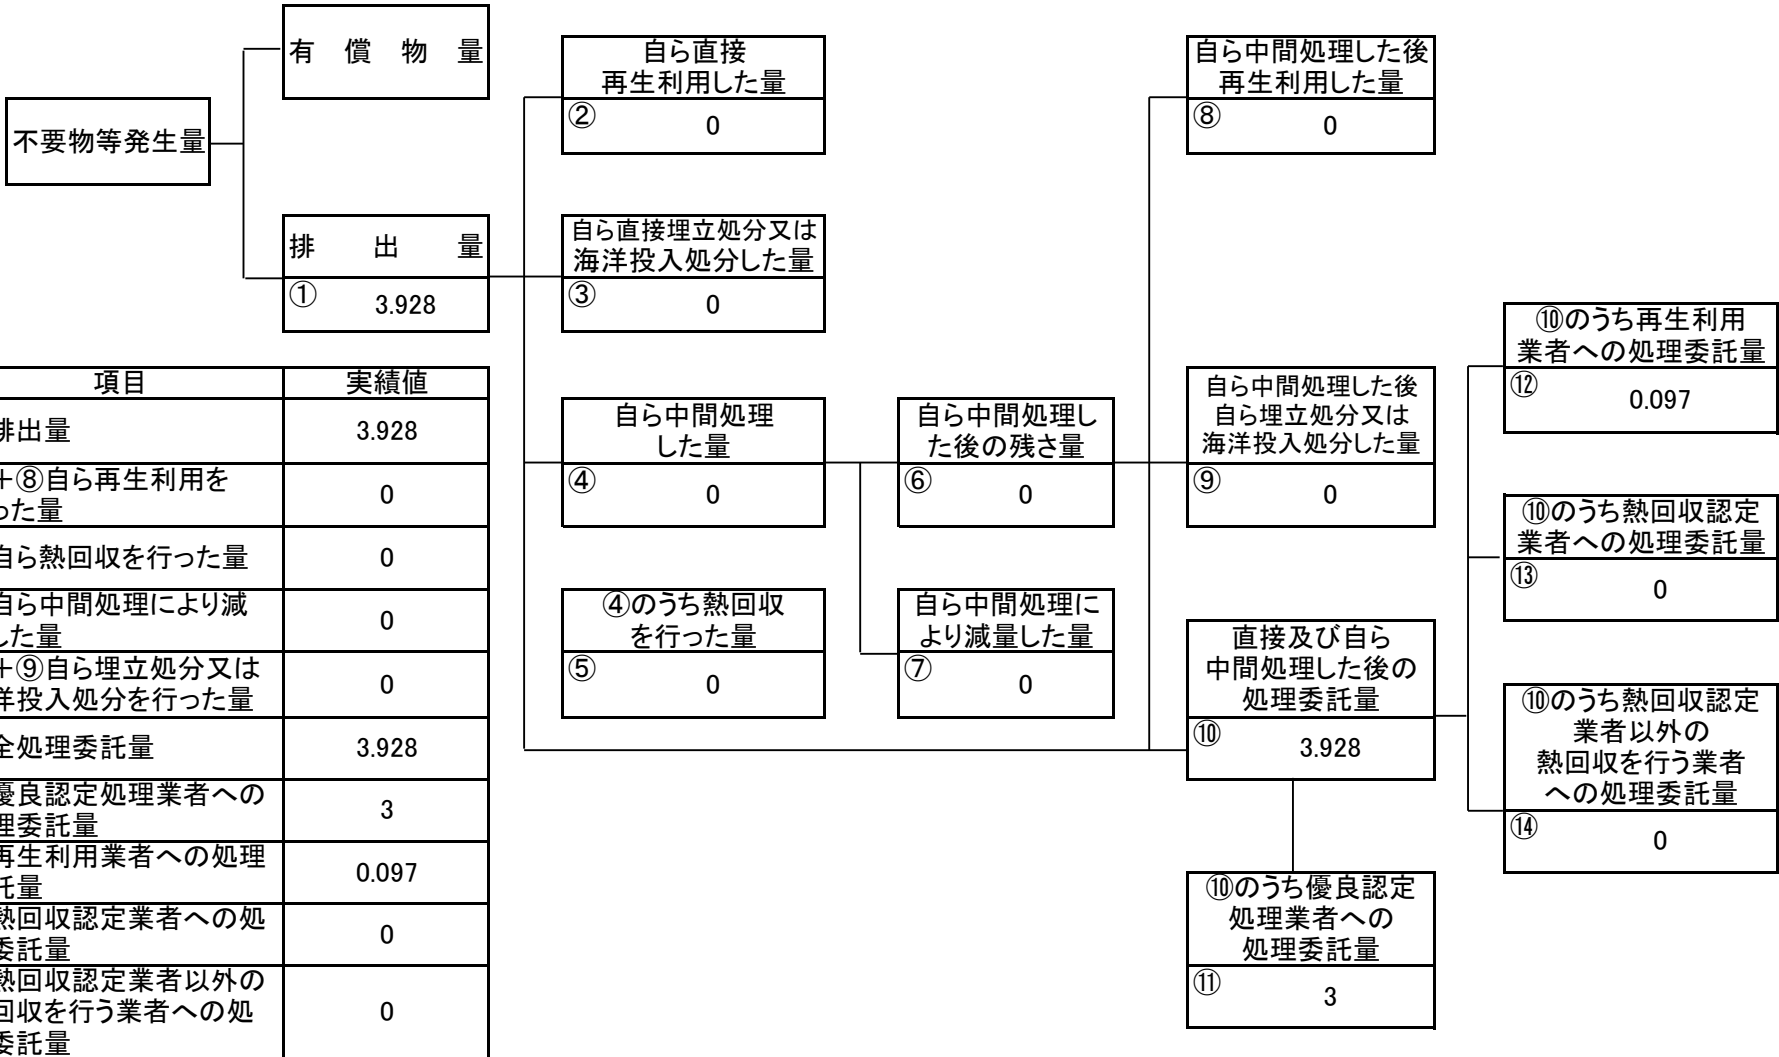 不要物等発生量
有償物量
排出量
① 3.928
自ら直接
再生利用した量
② 0
自ら直接埋立処分又は
海洋投入処分した量
③ 0
自ら中間処理
した量
④ 0
④のうち熱回収
を行った量
⑤ 0
自ら中間処理し
た後の残さ量
⑥ 0
自ら中間処理に
より減量した量
⑦ 0
自ら中間処理した後
再生利用した量
⑧ 0
自ら中間処理した後
自ら埋立処分又は
海洋投入処分した量
⑨ 0
直接及び自ら
中間処理した後の
処理委託量
⑩ 3.928
⑩のうち優良認定
処理業者への
処理委託量
⑪ 3
⑩のうち再生利用
業者への処理委託量
⑫ 0.097
⑩のうち熱回収認定
業者への処理委託量
⑬ 0
⑩のうち熱回収認定
業者以外の
熱回収を行う業者
への処理委託量
⑭ 0
項目 実績値
排出量 3.928
+⑧自ら再生利用を
った量 0
自ら熱回収を行った量 0
自ら中間処理により減
した量 0
+⑨自ら埋立処分又は
洋投入処分を行った量 0
全処理委託量 3.928
優良認定処理業者への
理委託量 3
再生利用業者への処理
託量 0.097
熱回収認定業者への処
委託量 0
熱回収認定業者以外の
回収を行う業者への処
委託量 0